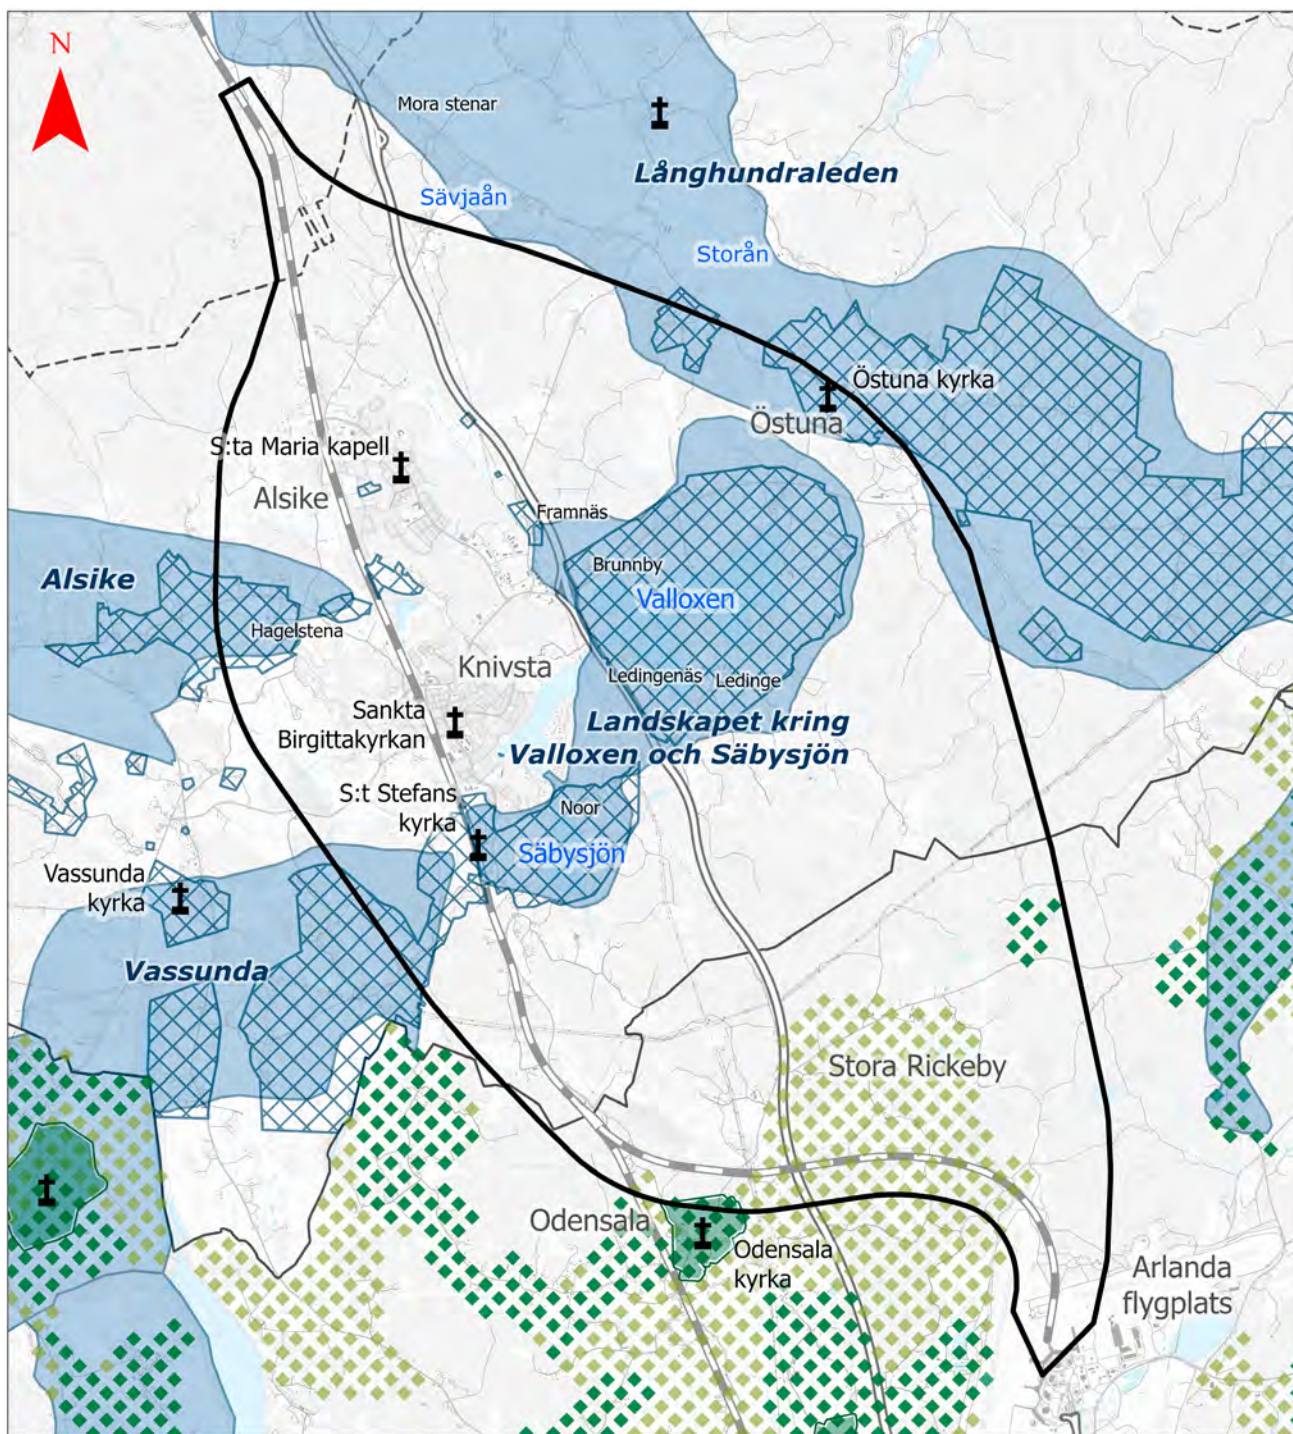 N
Mora stenar
Långhundraleden
Sävjaån
Storån
Östuna kyrka
Östuna
S:ta Maria kapell
Alsike
Framnäs
Alsike
Brunnby
Valloxen
Hagelstena
Knivsta
Ledingenäs
Ledinge
Sankta
Birgittakyrkan
Landskapet kring
Valloxen och Säbysjön
S:t Stefans
kyrka
Noor
Säbysjön
Vassunda
kyrka
Vassunda
Stora Rickeby
Odensala
Odensala
kyrka
Arlanda
flygplats